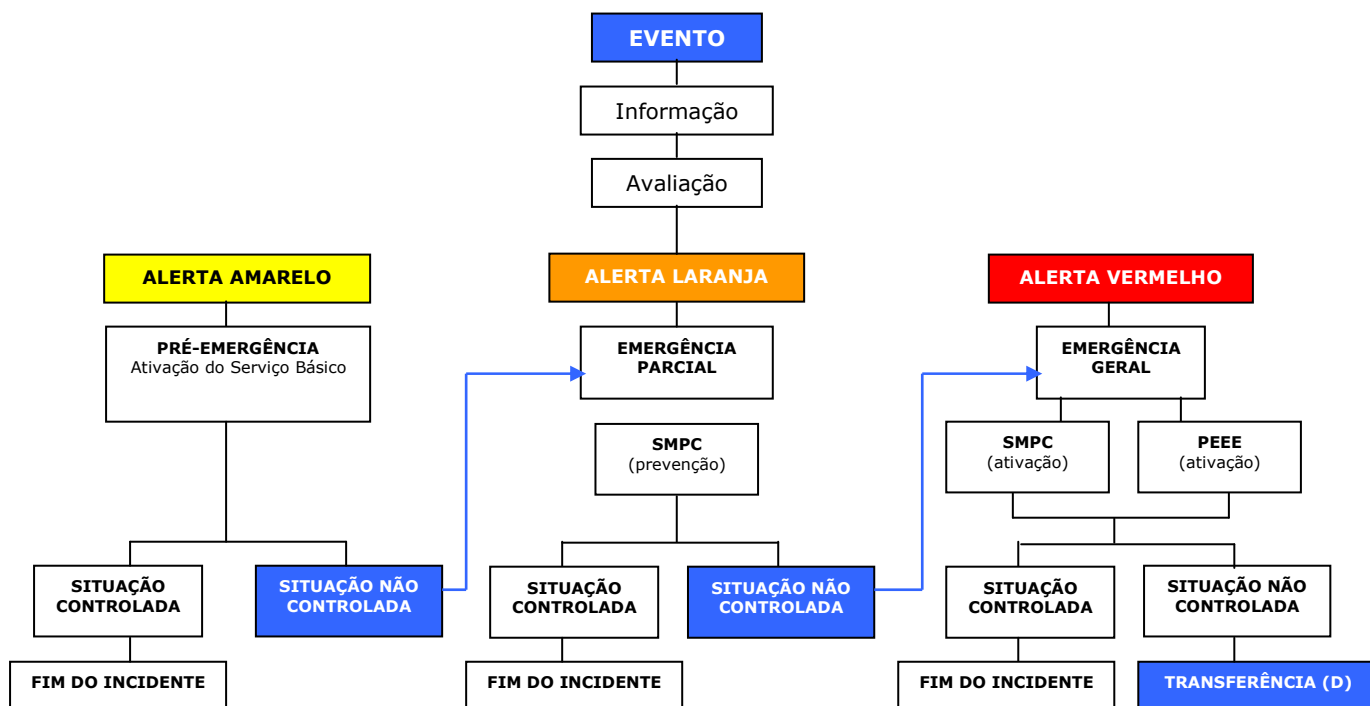 EVENTO
Informação
Avaliação
ALERTA AMARELO
ALERTA LARANJA
ALERTA VERMELHO
PRÉ-EMERGÊNCIA
Ativação do Serviço Básico
EMERGÊNCIA
PARCIAL
EMERGÊNCIA
GERAL
SMPC
(prevenção)
SMPC
(ativação)
PEEE
(ativação)
SITUAÇÃO
CONTROLADA
SITUAÇÃO NÃO
CONTROLADA
SITUAÇÃO
CONTROLADA
SITUAÇÃO NÃO
CONTROLADA
SITUAÇÃO
CONTROLADA
SITUAÇÃO NÃO
CONTROLADA
FIM DO INCIDENTE
FIM DO INCIDENTE
FIM DO INCIDENTE
TRANSFERÊNCIA (D)